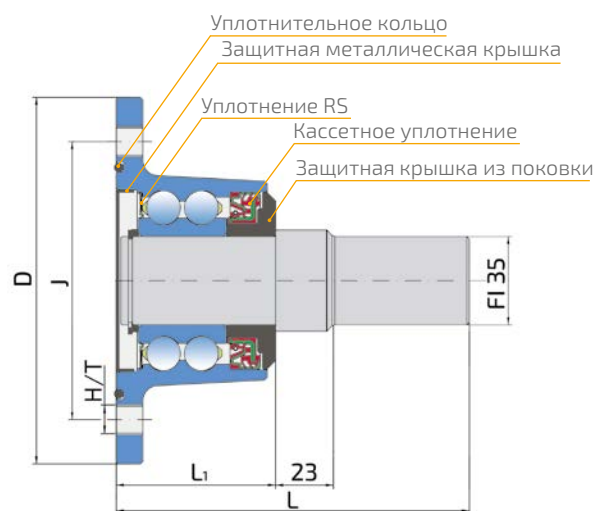 Уплотнительное кольцо
Защитная металлическая крышка
Уплотнение RS
Кассетное уплотнение
Защитная крышка из поковки
D
J
H/T
FI 35
L₁
23
L